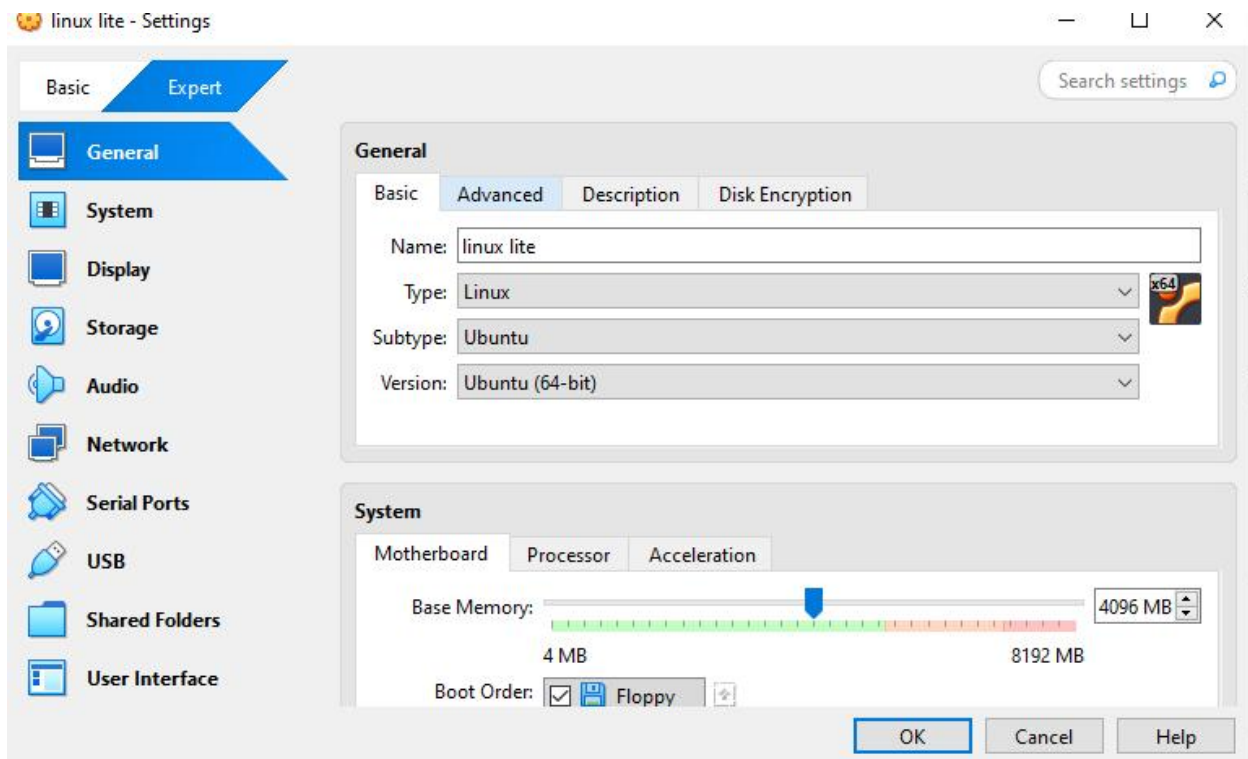 linux lite - Settings
Basic Expert
Search settings
General
System
Display
Storage
Audio
Network
Serial Ports
USB
Shared Folders
User Interface
General
Basic Advanced Description Disk Encryption
Name: linux lite
Type: Linux
x64
Subtype: Ubuntu
Version: Ubuntu (64-bit)
System
Motherboard Processor Acceleration
Base Memory: 4096 MB
4 MB 8192 MB
Boot Order: Floppy
OK Cancel Help